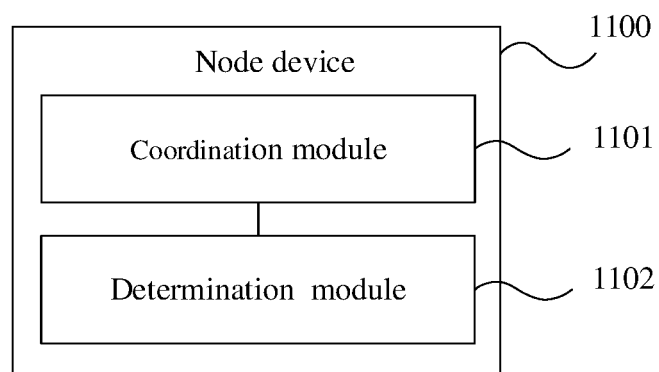 1100
Node device
Coordination module
1101
Determination module
1102